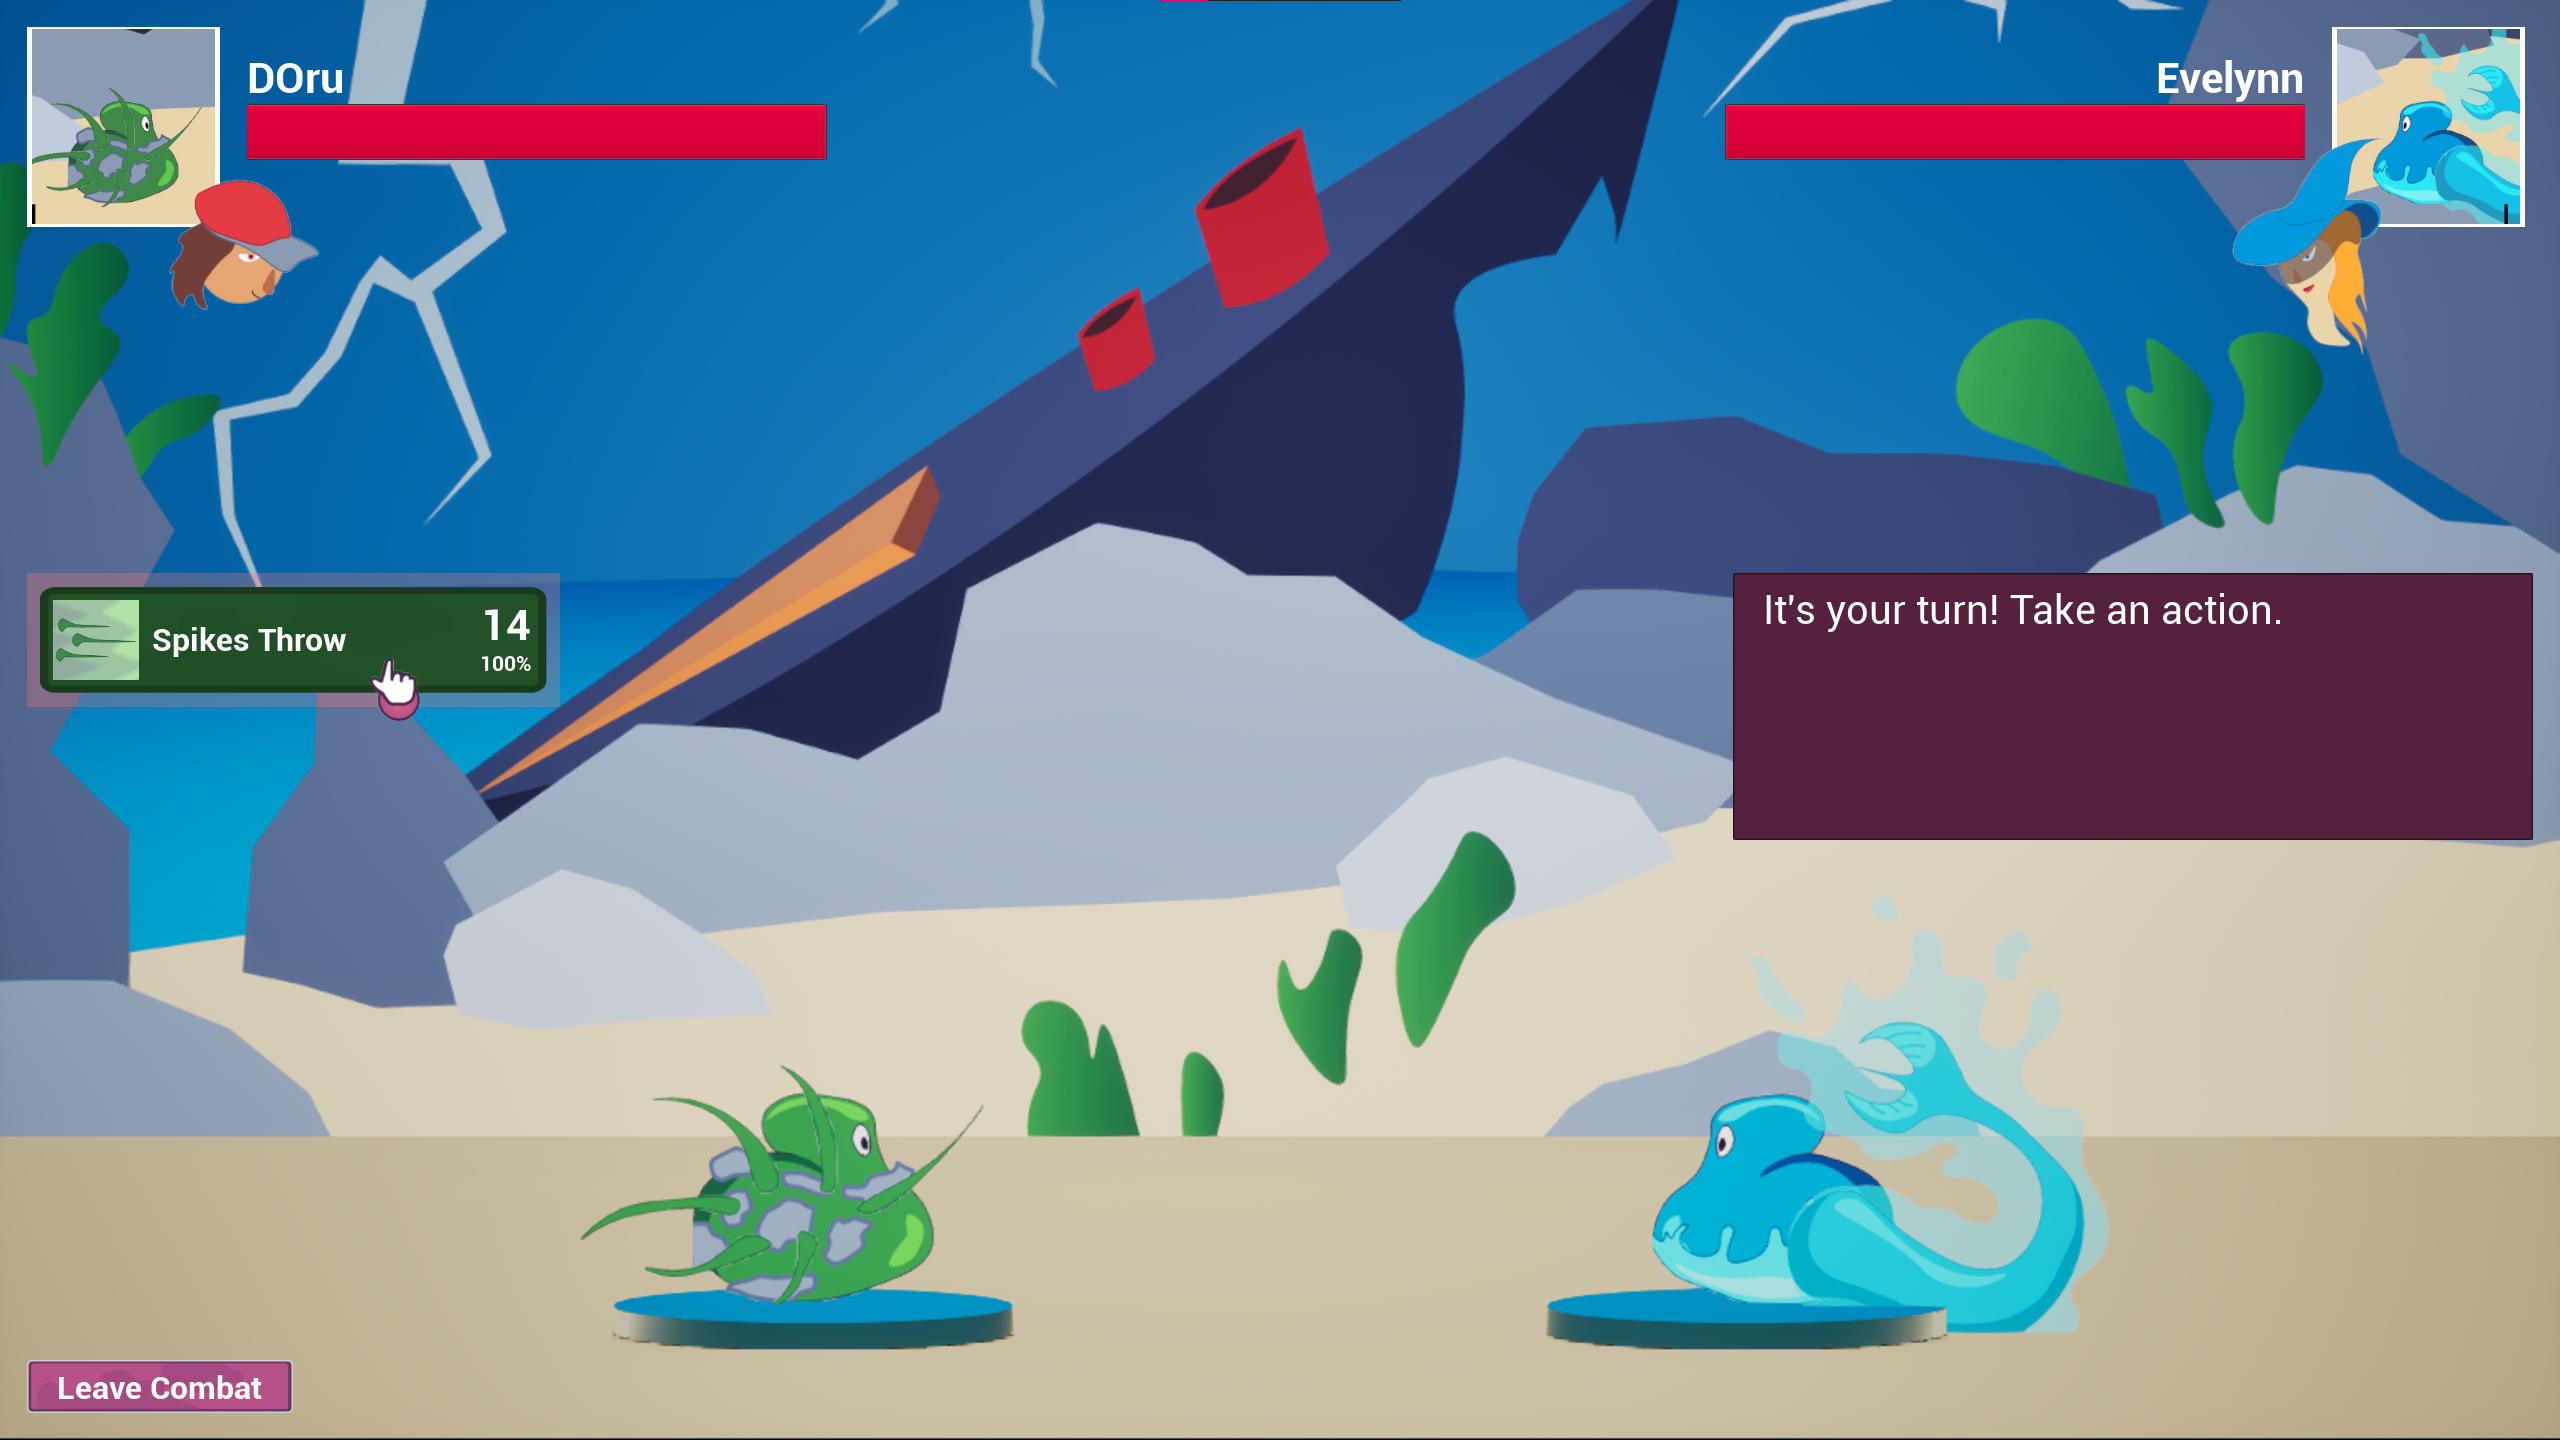 DOru
Evelynn
Spikes Throw
14
100%
It's your turn! Take an action.
Leave Combat